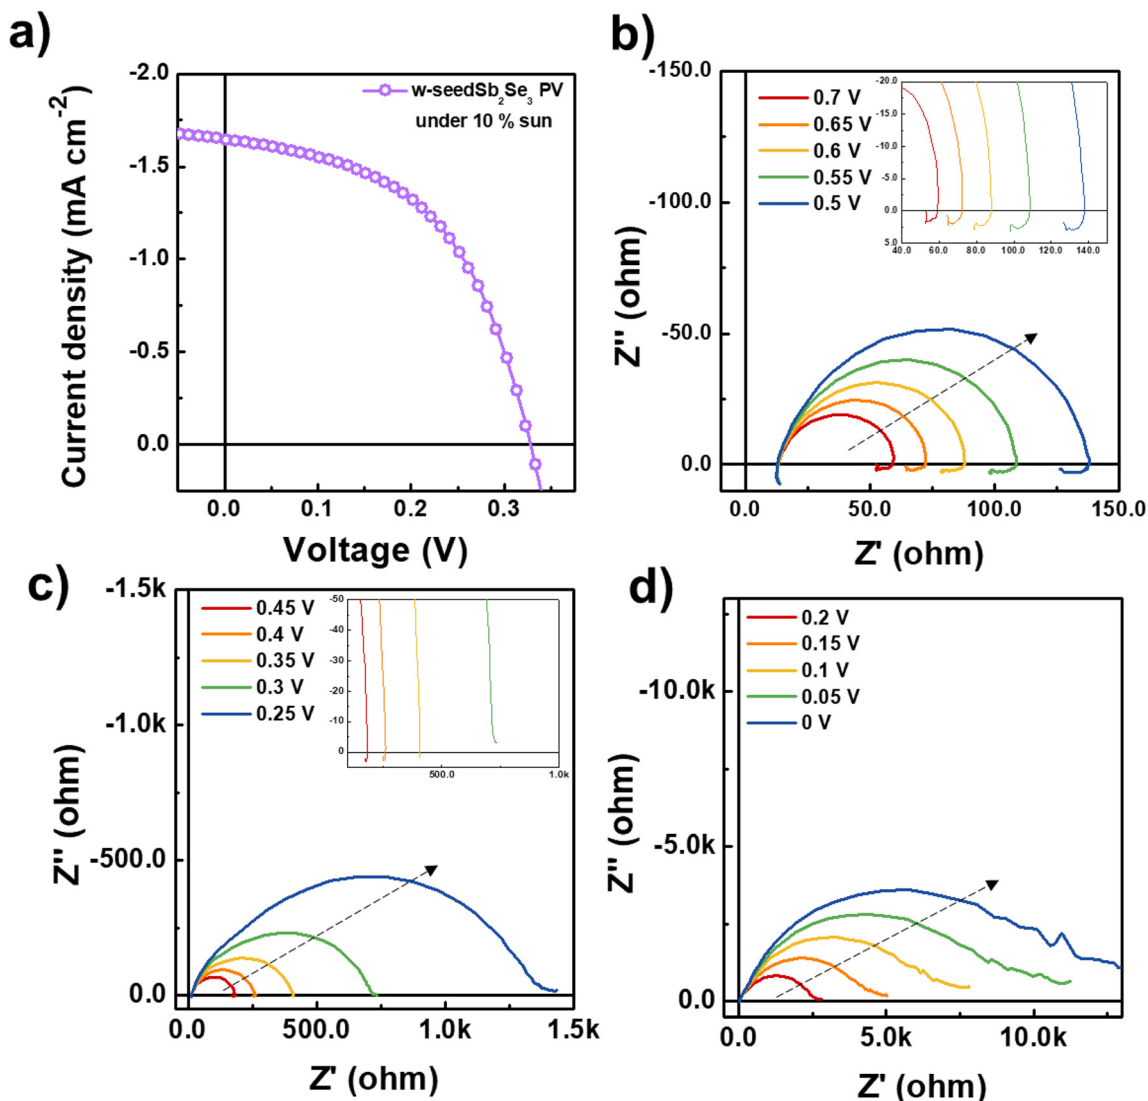 a)
Current density (mA cm-2)
-2.0
-1.5
-1.0
-0.5
0.0
w-seedSb2Se3 PV
under 10 % sun
0.0
0.1
0.2
0.3
Voltage (V)
b)
Z'' (ohm)
-150.0
-100.0
-50.0
0.0
0.7 V
0.65 V
0.6 V
0.55 V
0.5 V
-20.0
-15.0
-10.0
-5.0
0.0
5.0
40.0
60.0
80.0
100.0
120.0
140.0
0.0
50.0
100.0
150.0
Z' (ohm)
c)
Z'' (ohm)
-1.5k
-1.0k
-500.0
0.0
0.45 V
0.4 V
0.35 V
0.3 V
0.25 V
-50
-40
-30
-20
-10
0
500.0
1.0k
0.0
500.0
1.0k
1.5k
Z' (ohm)
d)
Z'' (ohm)
-10.0k
-5.0k
0.0
0.2 V
0.15 V
0.1 V
0.05 V
0 V
0.0
5.0k
10.0k
Z' (ohm)